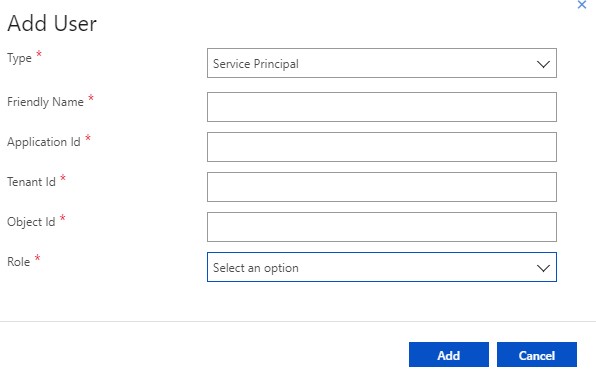 Add User
Type *
Service Principal
Friendly Name *
Application Id *
Tenant Id *
Object Id *
Role *
Select an option
Add
Cancel